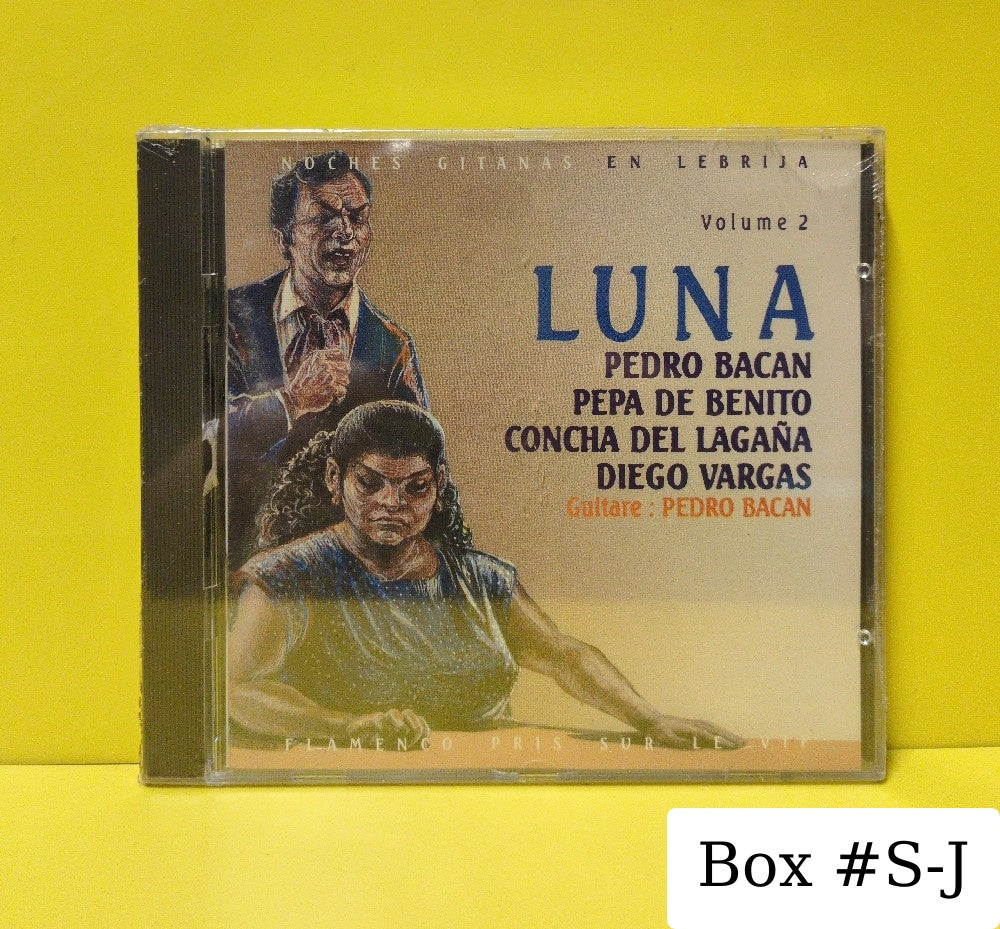 NOCHES GITANAS EN LEBRIJA
Volume 2
LUNA
PEDRO BACAN
PEPA DE BENITO
CONCHA DEL LAGAÑA
DIEGO VARGAS
Guitare : PEDRO BACAN
FLAMENCO PRIS SUR LE VIF
Box #S-J